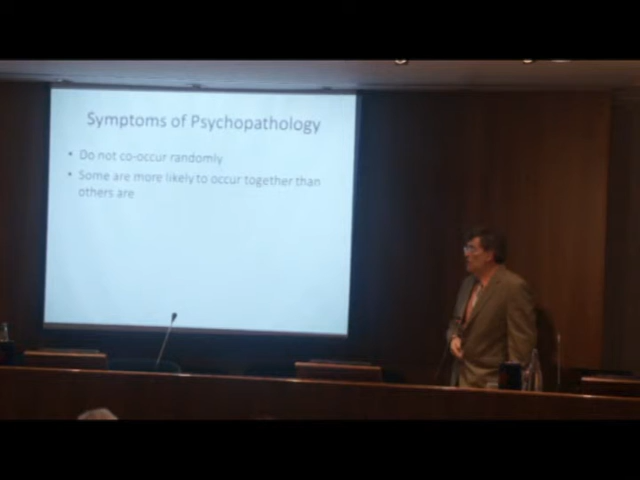 Symptoms of Psychopathology
• Do not co-occur randomly
• Some are more likely to occur together than
others are